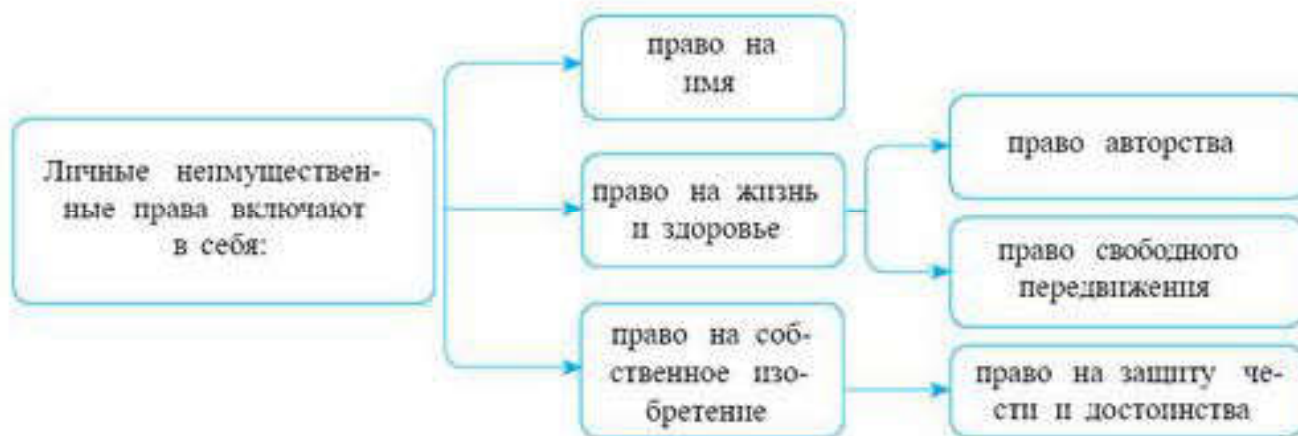 Личные неимуществен-
ные права включают
в себя:
право на
имя
право на жизнь
и здоровье
право на соб-
ственное изо-
бретение
право авторства
право свободного
передвижения
право на защиту че-
сти и достоинства